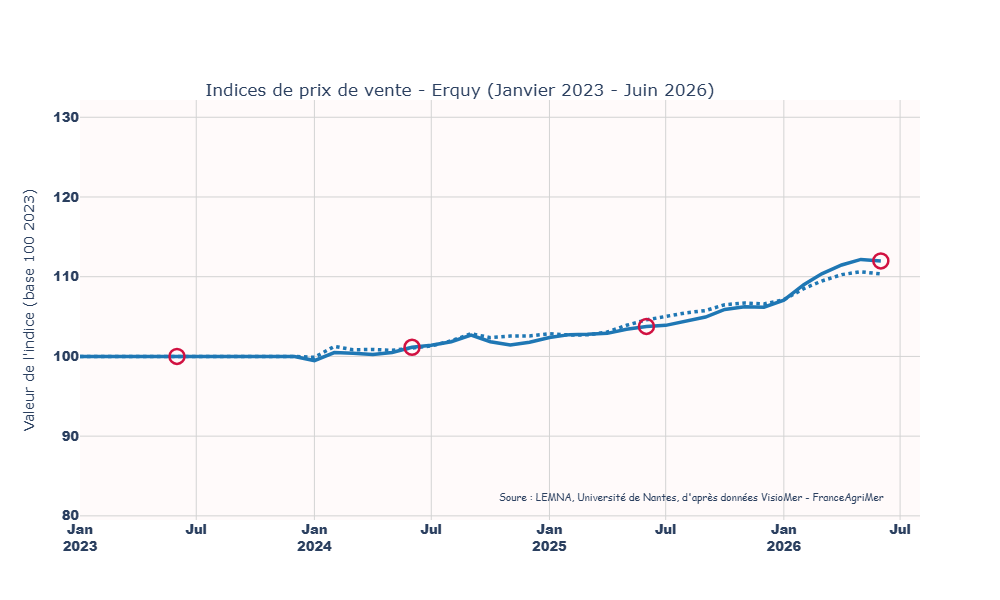 Indices de prix de vente - Erquy (Janvier 2023 - Juin 2026)
Valeur de l'indice (base 100 2023)
130
120
110
100
90
80
Soure : LEMNA, Université de Nantes, d'après données VisioMer - FranceAgriMer
Jan Jul Jan Jul Jan Jul Jan Jul
2023 2024 2025 2026